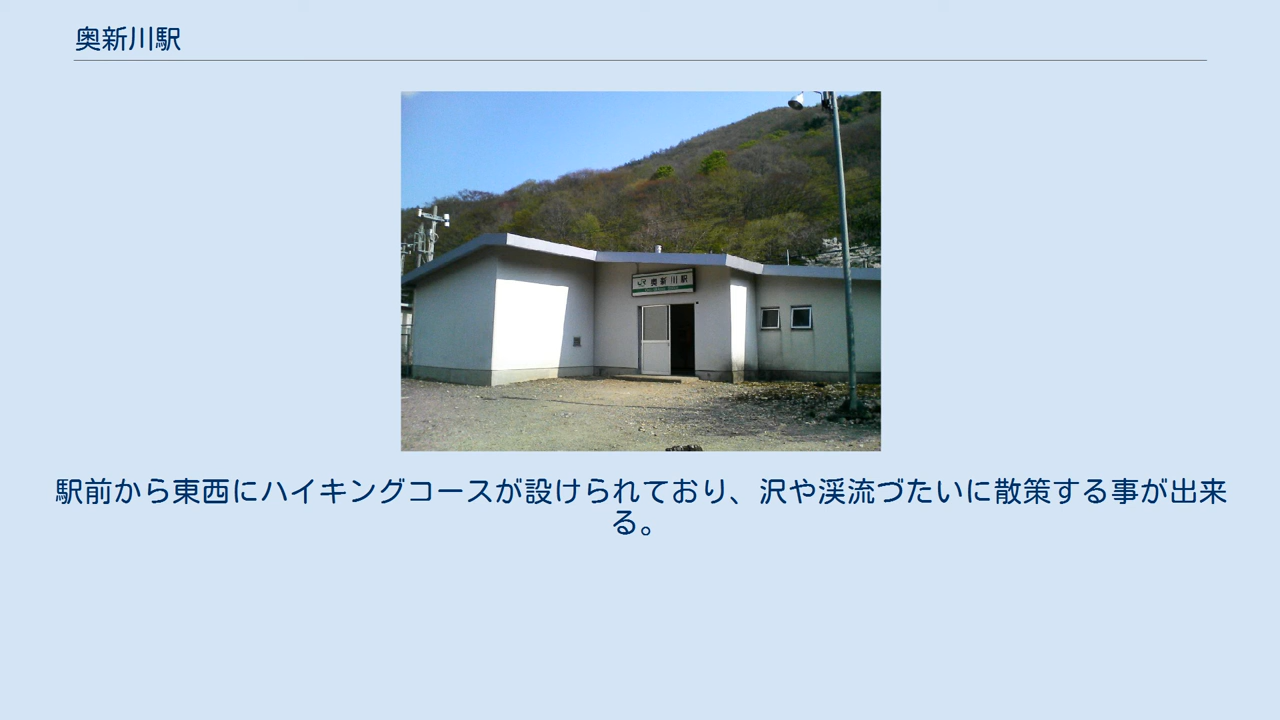 奥新川駅
JR 奥新川駅
駅前から東西にハイキングコースが設けられており、沢や渓流づたいに散策する事が出来
る。